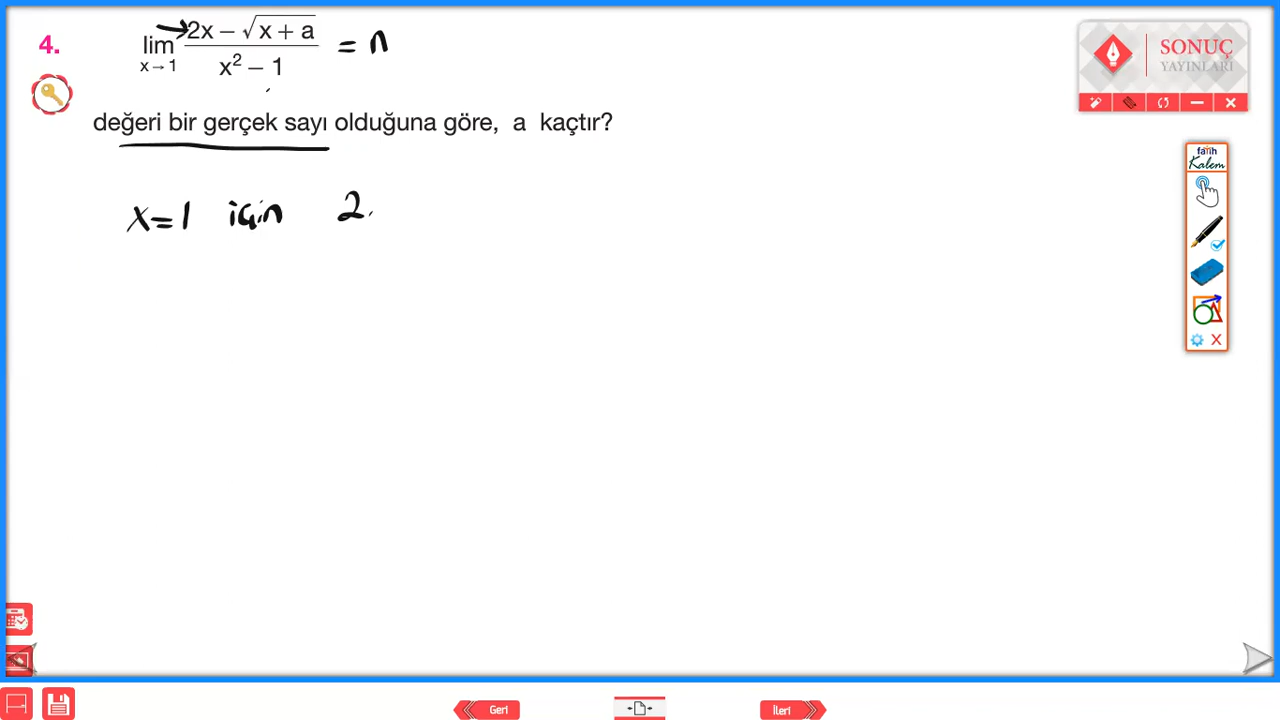 4. lim x→1 2x − √x + a / x² − 1 = n
değeri bir gerçek sayı olduğuna göre, a kaçtır?
x=1 için 2.
SONUÇ
YAYINLARI
fatih
Kalem
Geri
İleri